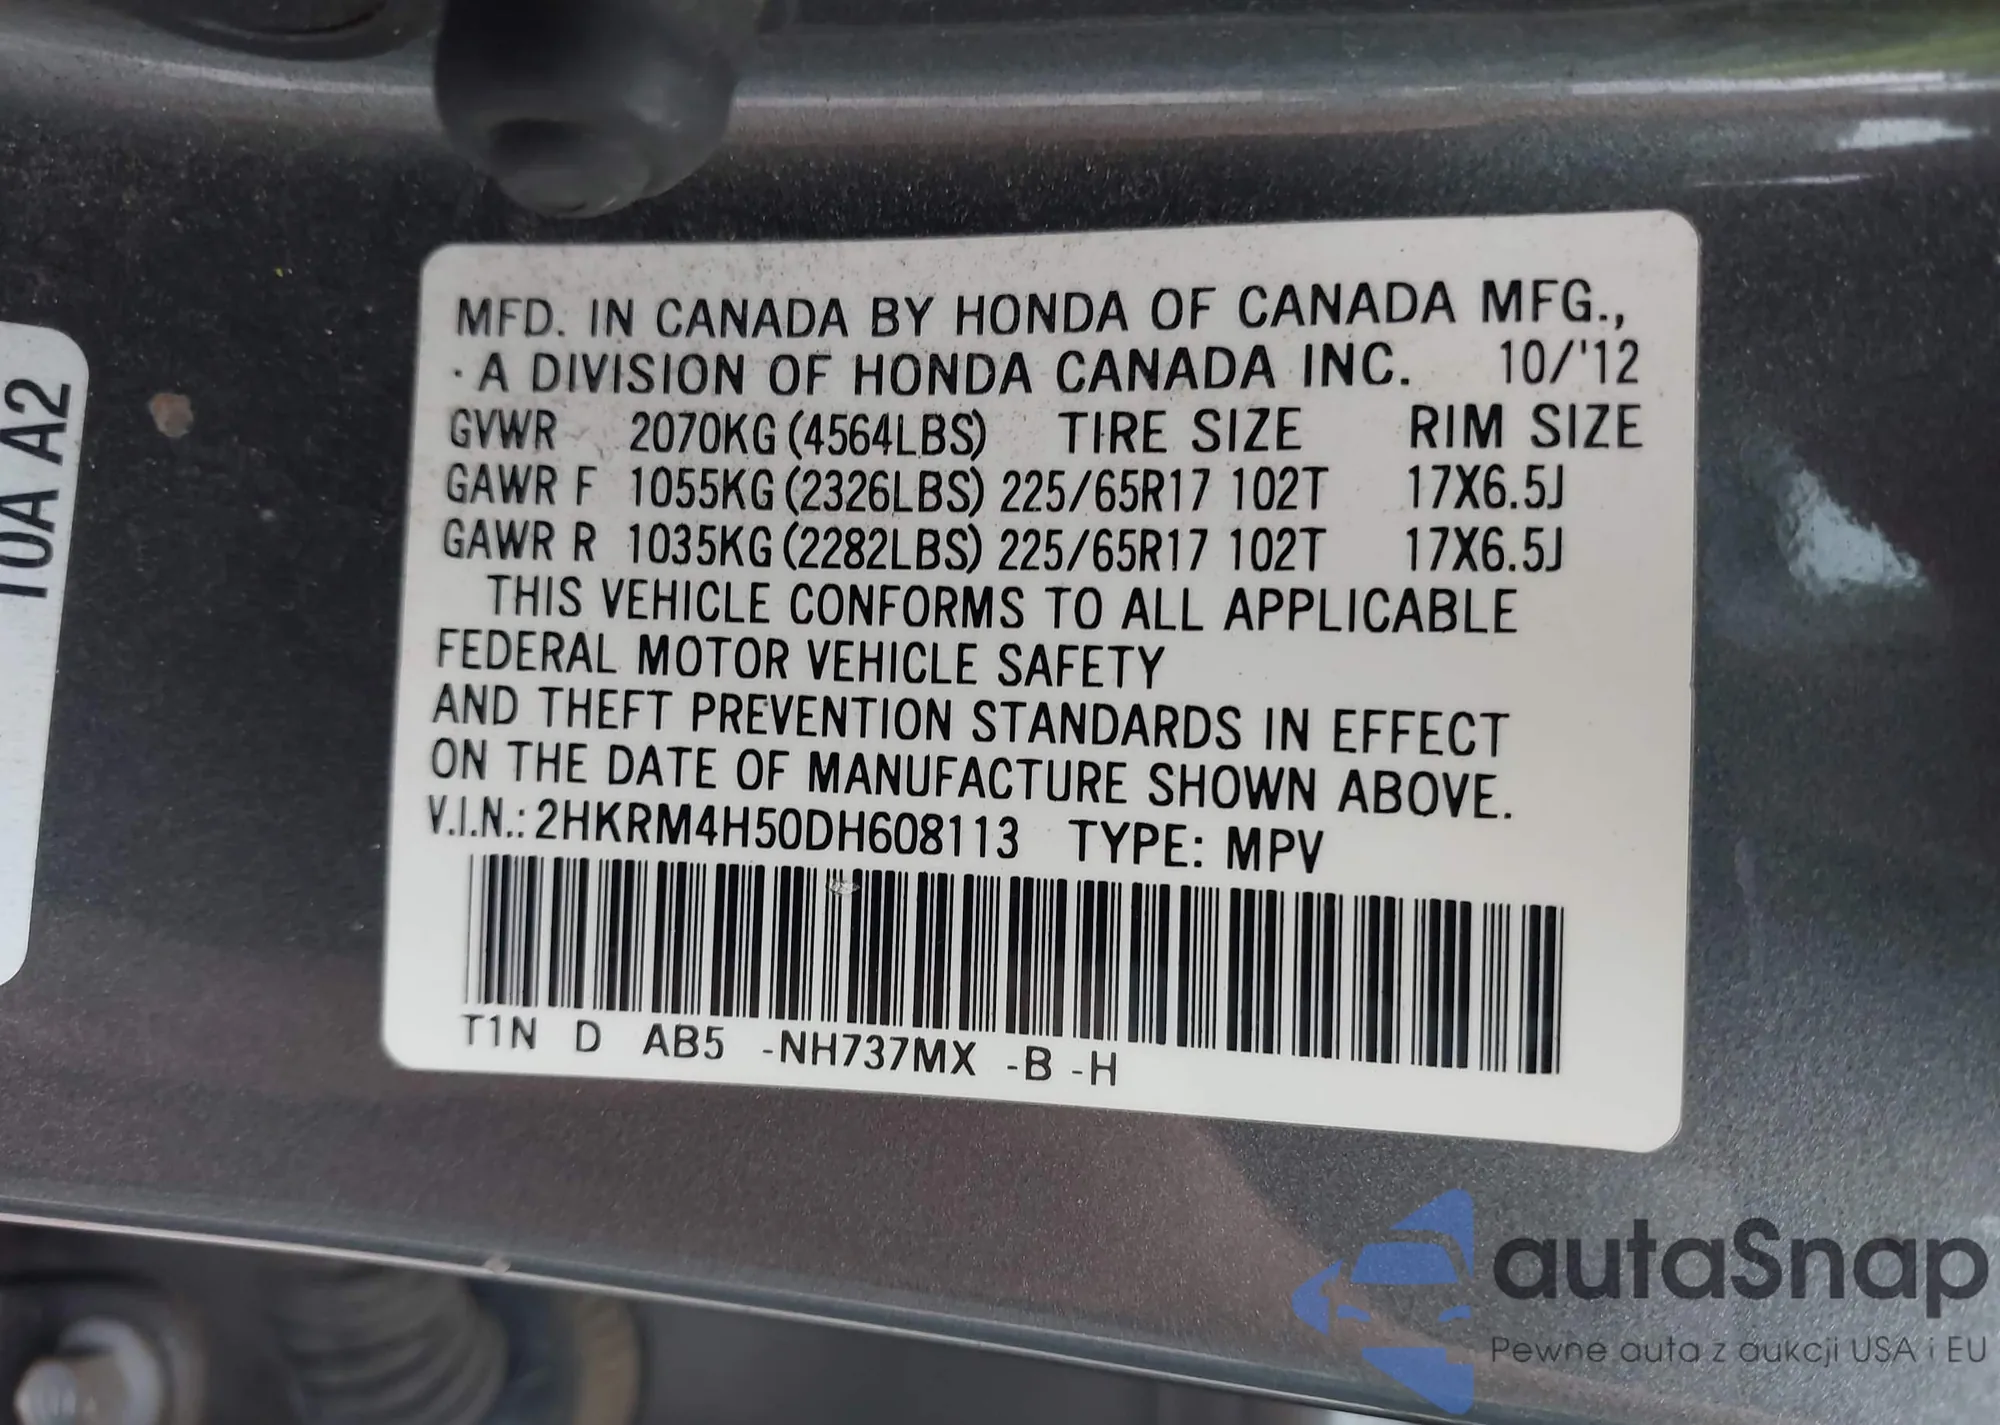 MFD. IN CANADA BY HONDA OF CANADA MFG.,
A DIVISION OF HONDA CANADA INC. 10/'12
GVWR 2070KG (4564LBS) TIRE SIZE RIM SIZE
GAWR F 1055KG (2326LBS) 225/65R17 102T 17X6.5J
GAWR R 1035KG (2282LBS) 225/65R17 102T 17X6.5J
THIS VEHICLE CONFORMS TO ALL APPLICABLE
FEDERAL MOTOR VEHICLE SAFETY
AND THEFT PREVENTION STANDARDS IN EFFECT
ON THE DATE OF MANUFACTURE SHOWN ABOVE.
V.I.N.: 2HKRM4H50DH608113 TYPE: MPV
T1N D AB5 -NH737MX -B -H
T0A A2
autaSnap
Pewne auta z aukcji USA i EU